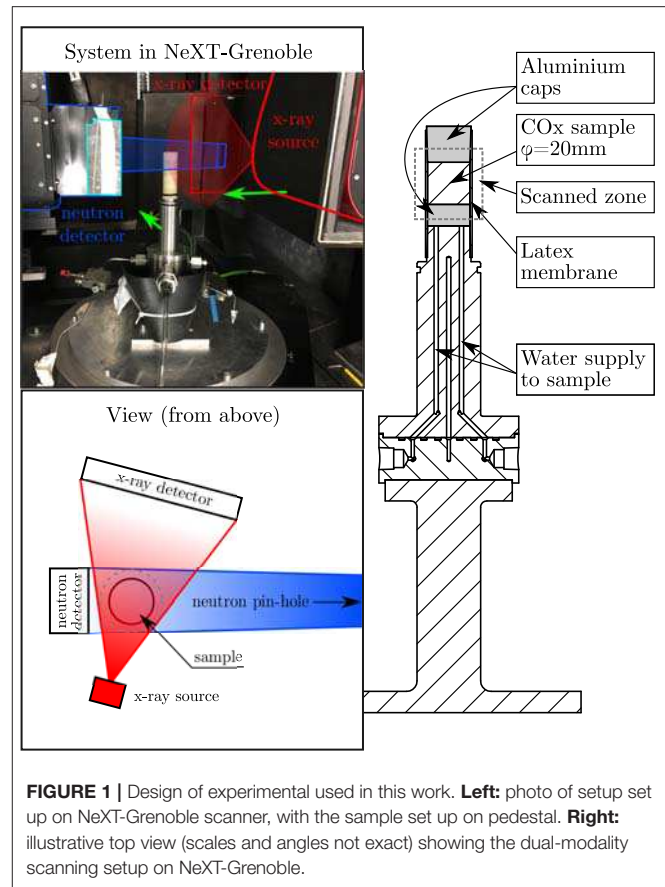 System in NeXT-Grenoble
x-ray detector
x-ray
source
neutron
detector
View (from above)
x-ray detector
neutron
detector
neutron pin-hole
sample
x-ray source
Aluminium
caps
COx sample
φ=20mm
Scanned zone
Latex
membrane
Water supply
to sample
FIGURE 1 | Design of experimental used in this work. Left: photo of setup set
up on NeXT-Grenoble scanner, with the sample set up on pedestal. Right:
illustrative top view (scales and angles not exact) showing the dual-modality
scanning setup on NeXT-Grenoble.